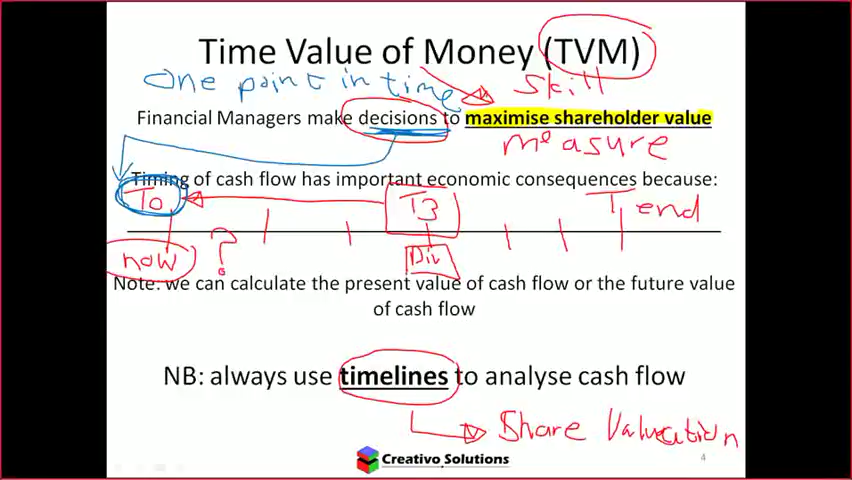 Time Value of Money (TVM)
One point in time
skill
Financial Managers make decisions to maximise shareholder value
measure
Timing of cash flow has important economic consequences because:
T0 T3 T end
now ? Div
Note: we can calculate the present value of cash flow or the future value
of cash flow
NB: always use timelines to analyse cash flow
Share Valuation
Creativo Solutions
4